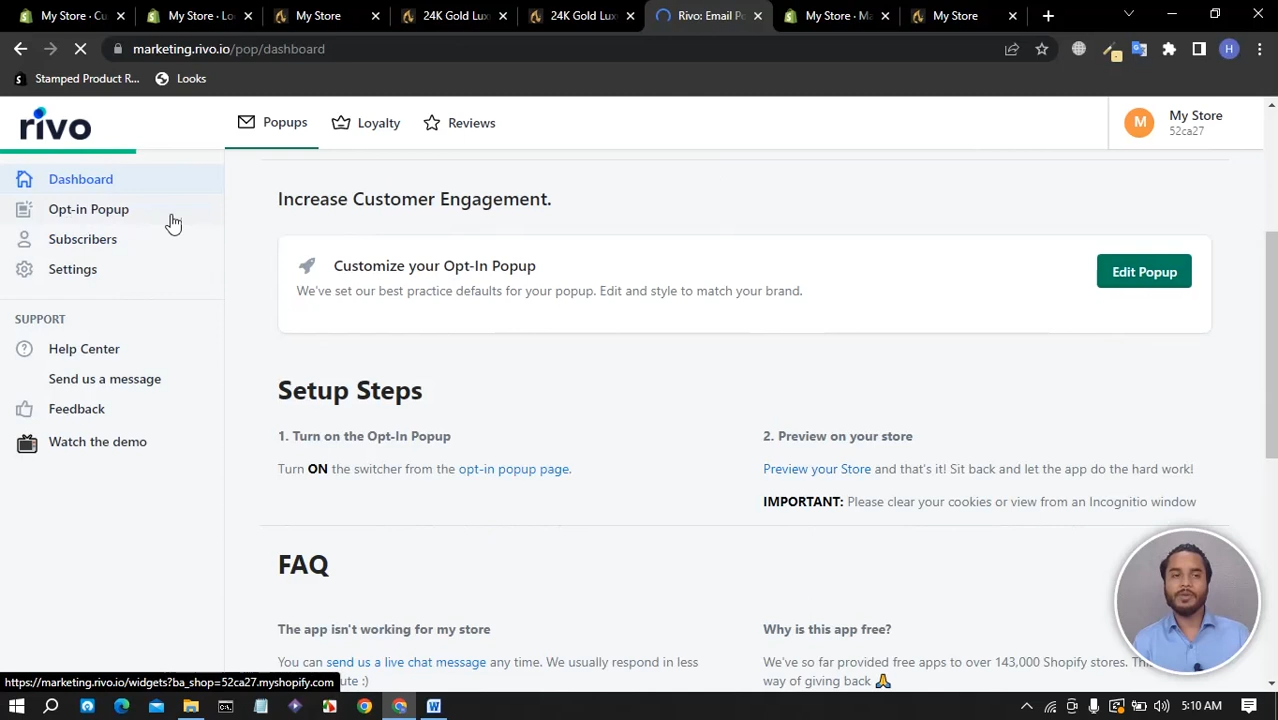 My Store · Cu
My Store · Lo
My Store
24K Gold Lux
24K Gold Lux
Rivo: Email Po
My Store · Ma
My Store
marketing.rivo.io/pop/dashboard
H
Stamped Product R...
Looks
rivo
Popups
Loyalty
Reviews
M
My Store
52ca27
Dashboard
Opt-in Popup
Subscribers
Settings
SUPPORT
Help Center
Send us a message
Feedback
Watch the demo
Increase Customer Engagement.
Customize your Opt-In Popup
We've set our best practice defaults for your popup. Edit and style to match your brand.
Edit Popup
Setup Steps
1. Turn on the Opt-In Popup
Turn ON the switcher from the opt-in popup page.
2. Preview on your store
Preview your Store and that's it! Sit back and let the app do the hard work!
IMPORTANT: Please clear your cookies or view from an Incognitio window
FAQ
The app isn't working for my store
You can send us a live chat message any time. We usually respond in less
ute :)
Why is this app free?
We've so far provided free apps to over 143,000 Shopify stores.
way of giving back
https://marketing.rivo.io/widgets?ba_shop=52ca27.myshopify.com
5:10 AM